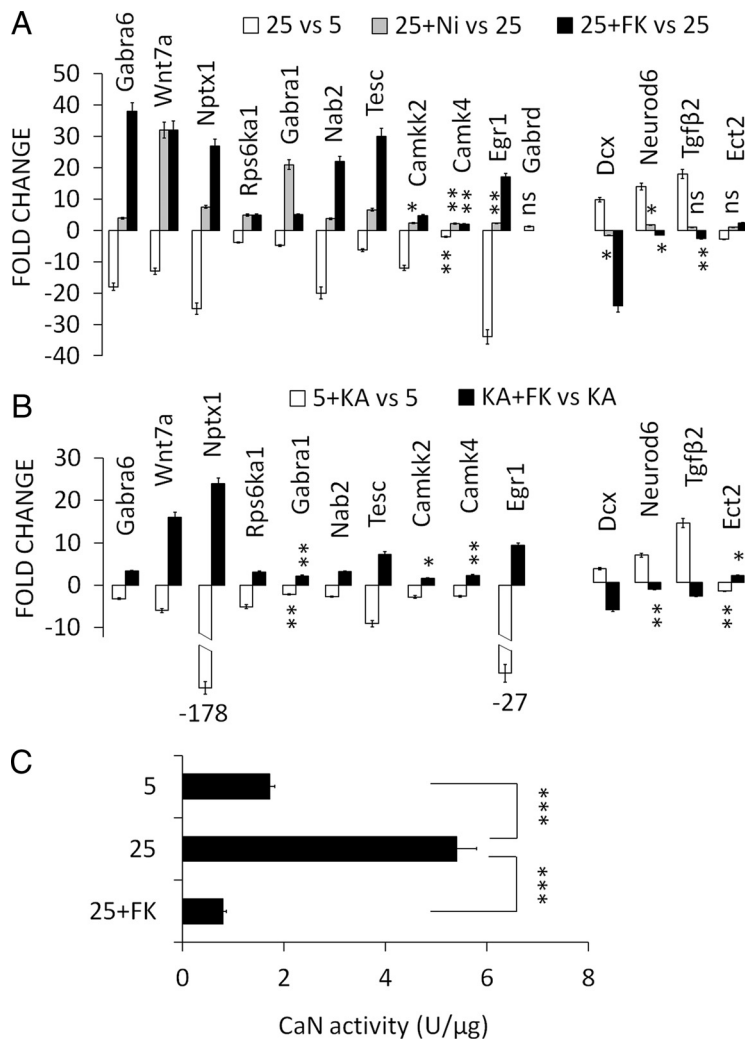 A
25 vs 5
25+Ni vs 25
25+FK vs 25
FOLD CHANGE
50
40
30
20
10
0
-10
-20
-30
-40
Gabra6
Wnt7a
Nptx1
Rps6ka1
Gabra1
Nab2
Tesc
Camkk2
Camk4
Egr1
Gabrd
Dcx
Neurod6
Tgfβ2
Ect2
*
**
**
**
**
ns
*
*
*
ns
**
ns
B
5+KA vs 5
KA+FK vs KA
FOLD CHANGE
30
20
10
0
-10
Gabra6
Wnt7a
Nptx1
Rps6ka1
Gabra1
Nab2
Tesc
Camkk2
Camk4
Egr1
Dcx
Neurod6
Tgfβ2
Ect2
**
**
*
**
**
*
**
-178
-27
C
5
25
25+FK
***
***
0
2
4
6
8
CaN activity (U/μg)